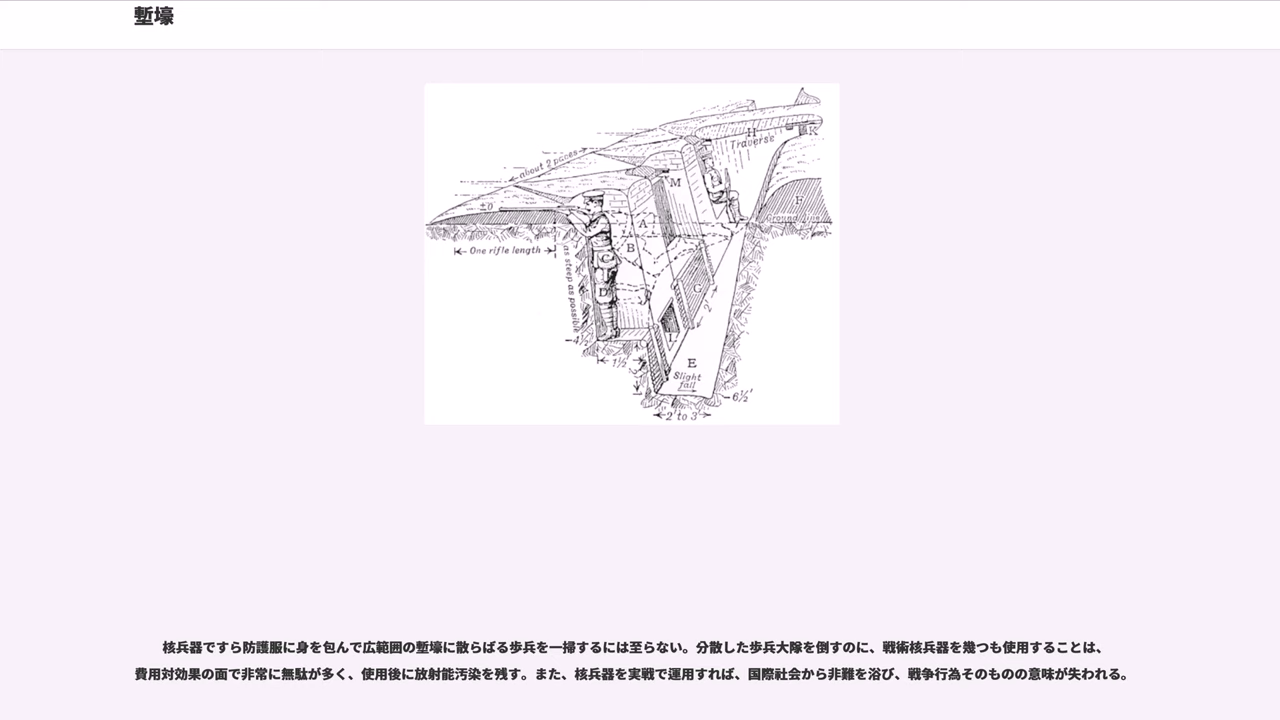 塹壕
H
Traverse
K
about 2 paces
M
±0
A
F
Ground line
One rifle length
as steep as possible
B
C
D
G
2'
-4'
1½
L
E
Slight
fall
-6½'
2' to 3'
核兵器ですら防護服に身を包んで広範囲の塹壕に散らばる歩兵を一掃するには至らない。分散した歩兵大隊を倒すのに、戦術核兵器を幾つも使用することは、
費用対効果の面で非常に無駄が多く、使用後に放射能汚染を残す。また、核兵器を実戦で運用すれば、国際社会から非難を浴び、戦争行為そのものの意味が失われる。